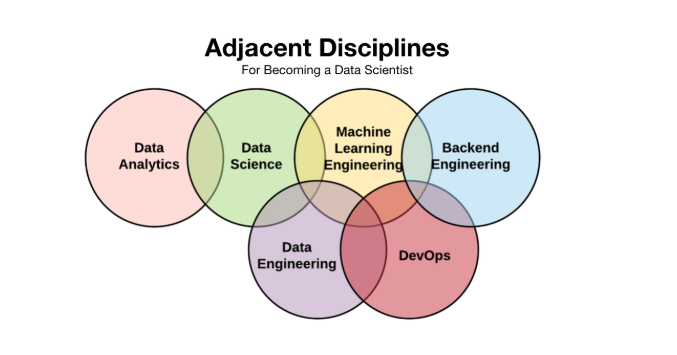 Adjacent Disciplines
For Becoming a Data Scientist
Data
Analytics
Data
Science
Machine
Learning
Engineering
Backend
Engineering
Data
Engineering
DevOps